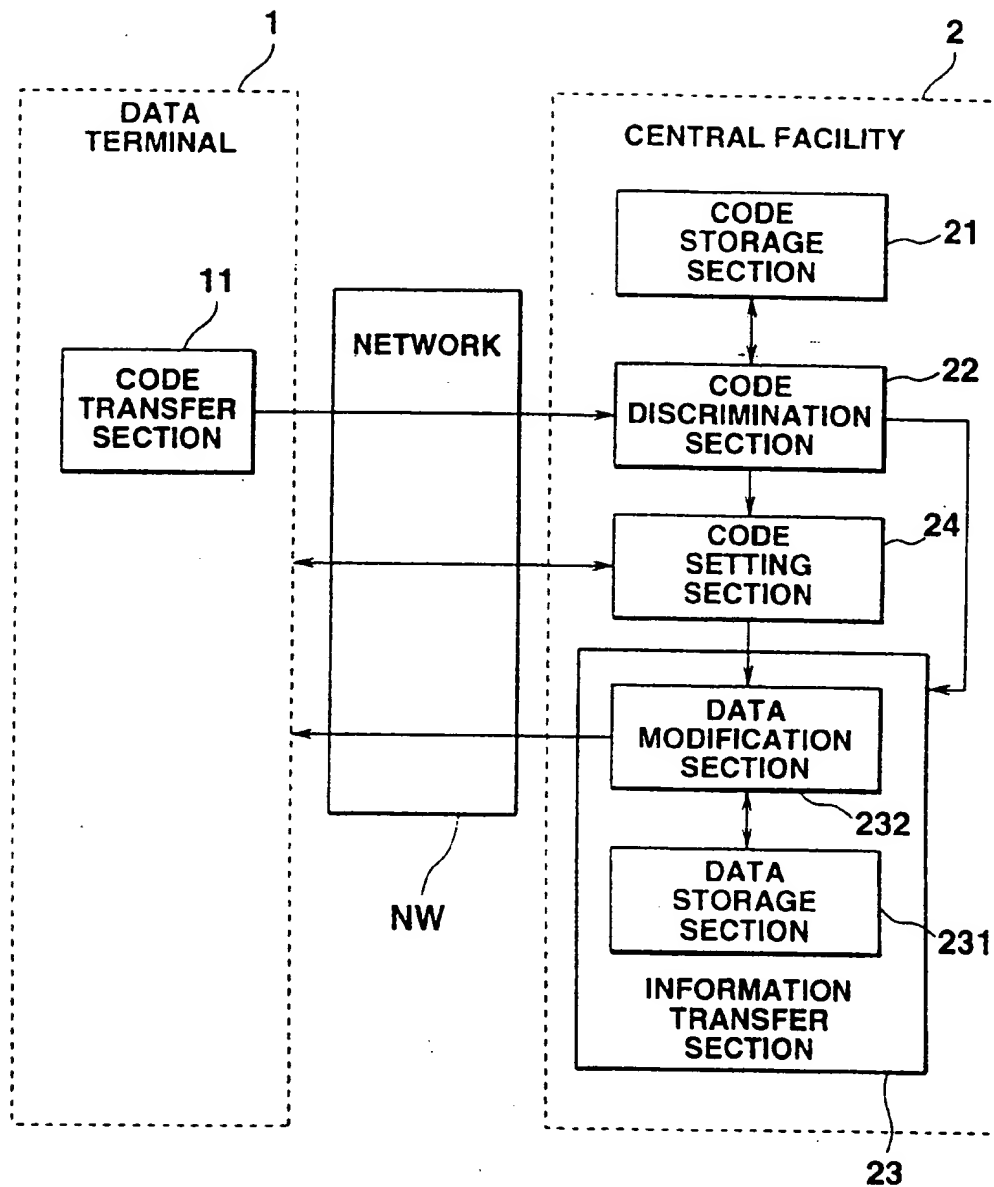 1
2
DATA
TERMINAL
CENTRAL FACILITY
CODE
STORAGE
SECTION
21
11
NETWORK
CODE
TRANSFER
SECTION
22
CODE
DISCRIMINATION
SECTION
24
CODE
SETTING
SECTION
DATA
MODIFICATION
SECTION
232
DATA
STORAGE
SECTION
231
NW
INFORMATION
TRANSFER
SECTION
23